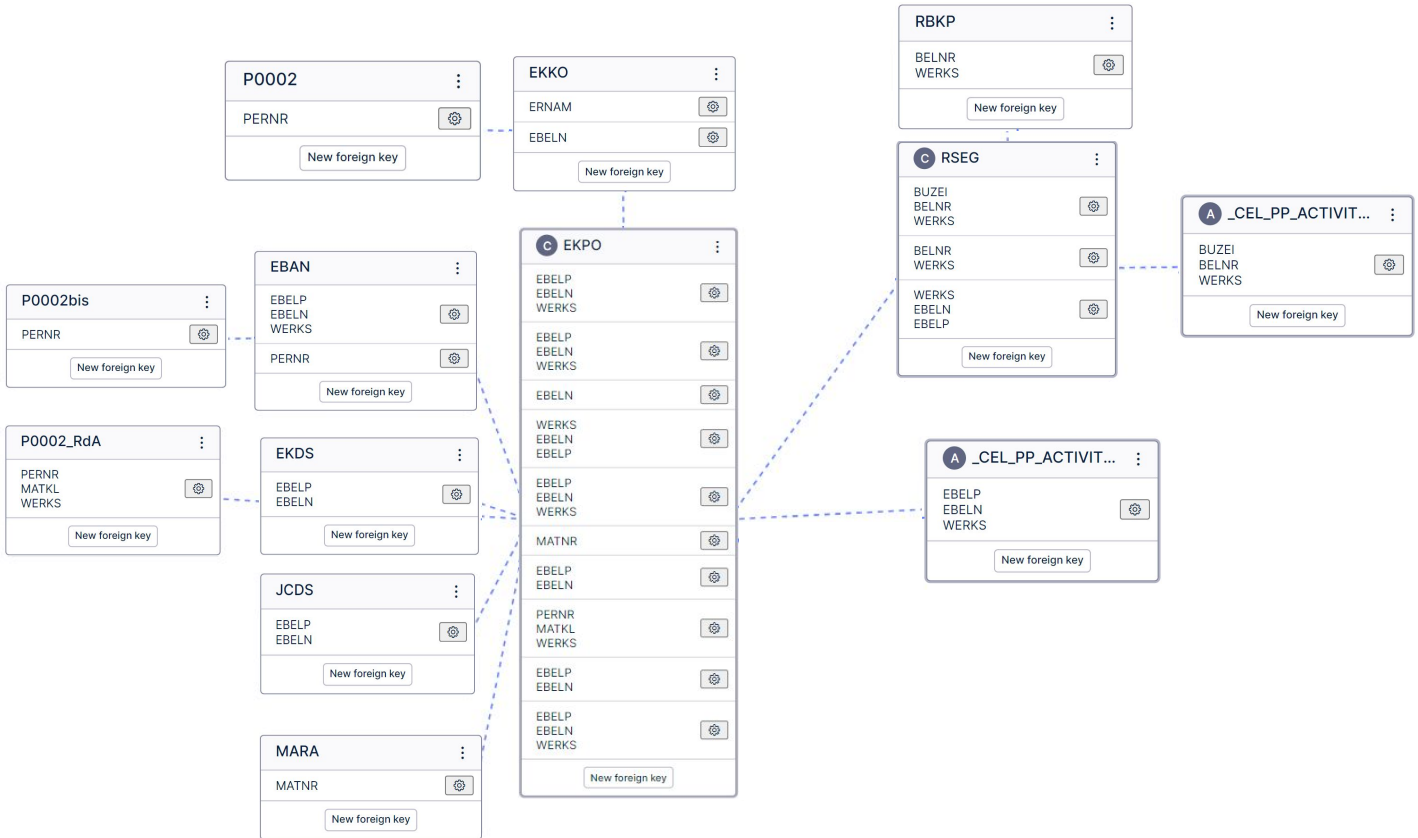 P0002
PERNR
New foreign key
EKKO
ERNAM
EBELN
New foreign key
RBKP
BELNR
WERKS
New foreign key
C RSEG
BUZEI
BELNR
WERKS
BELNR
WERKS
WERKS
EBELN
EBELP
New foreign key
A _CEL_PP_ACTIVIT...
BUZEI
BELNR
WERKS
New foreign key
P0002bis
PERNR
New foreign key
EBAN
EBELP
EBELN
WERKS
PERNR
New foreign key
C EKPO
EBELP
EBELN
WERKS
EBELP
EBELN
WERKS
EBELN
WERKS
EBELN
EBELP
EBELP
EBELN
WERKS
MATNR
EBELP
EBELN
PERNR
MATKL
WERKS
EBELP
EBELN
EBELP
EBELN
WERKS
New foreign key
P0002_RdA
PERNR
MATKL
WERKS
New foreign key
EKDS
EBELP
EBELN
New foreign key
A _CEL_PP_ACTIVIT...
EBELP
EBELN
WERKS
New foreign key
JCDS
EBELP
EBELN
New foreign key
MARA
MATNR
New foreign key